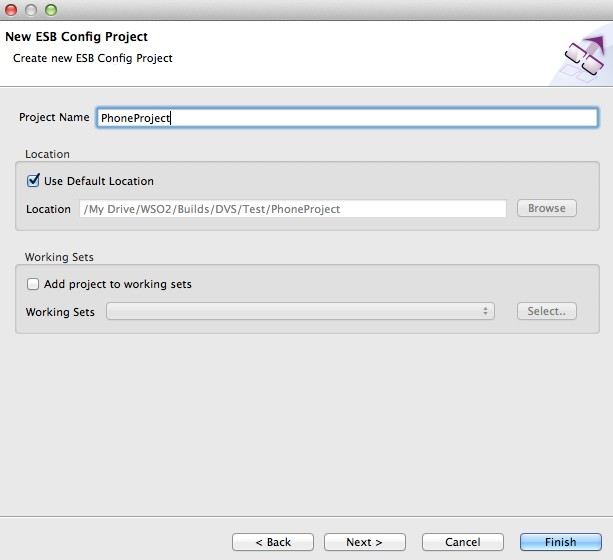 New ESB Config Project
Create new ESB Config Project
Project Name PhoneProject
Location
Use Default Location
Location /My Drive/WSO2/Builds/DVS/Test/PhoneProject Browse
Working Sets
Add project to working sets
Working Sets Select..
< Back Next > Cancel Finish